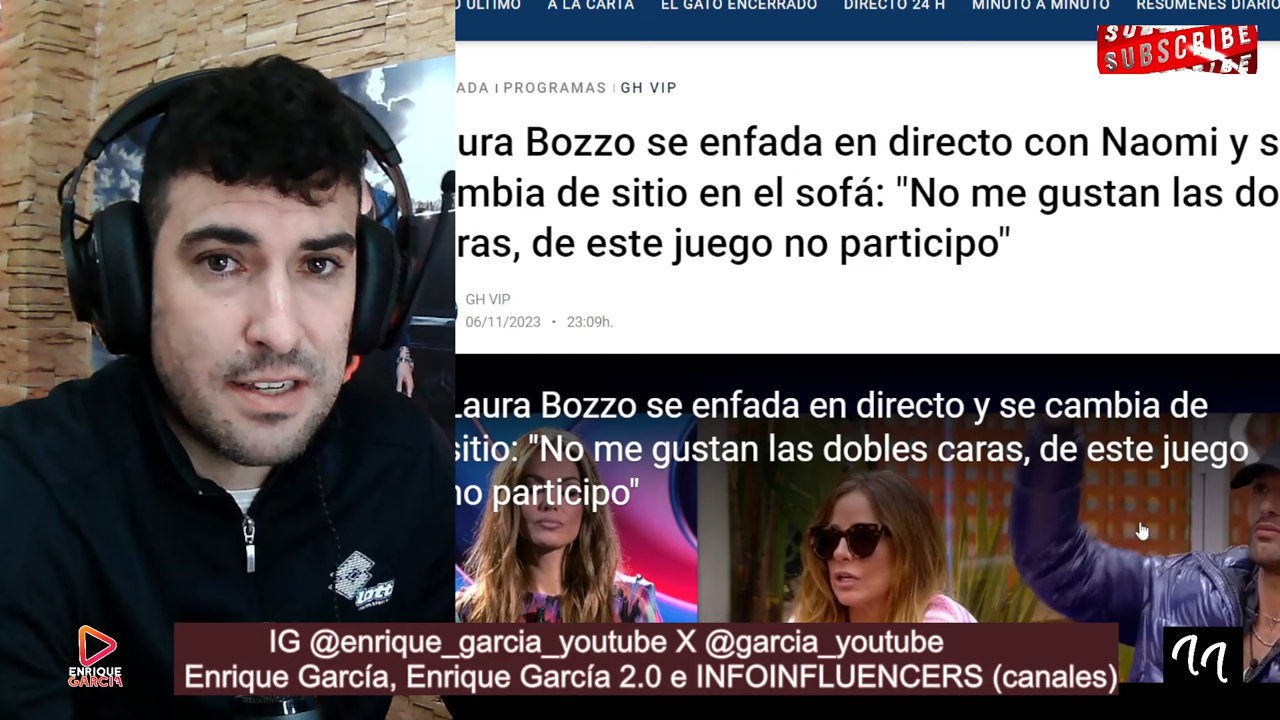 O ÚLTIMO A LA CARTA EL GATO ENCERRADO DIRECTO 24 H MINUTO A MINUTO RESÚMENES DIARIO
SUBSCRIBE
ADA | PROGRAMAS | GH VIP
ura Bozzo se enfada en directo con Naomi y s
mbia de sitio en el sofá: "No me gustan las do
ras, de este juego no participo"
GH VIP
06/11/2023 • 23:09h.
Laura Bozzo se enfada en directo y se cambia de
sitio: "No me gustan las dobles caras, de este juego
no participo"
lotto
IG @enrique_garcia_youtube X @garcia_youtube
Enrique García, Enrique García 2.0 e INFOINFLUENCERS (canales)
ENRIQUE
GARCÍA